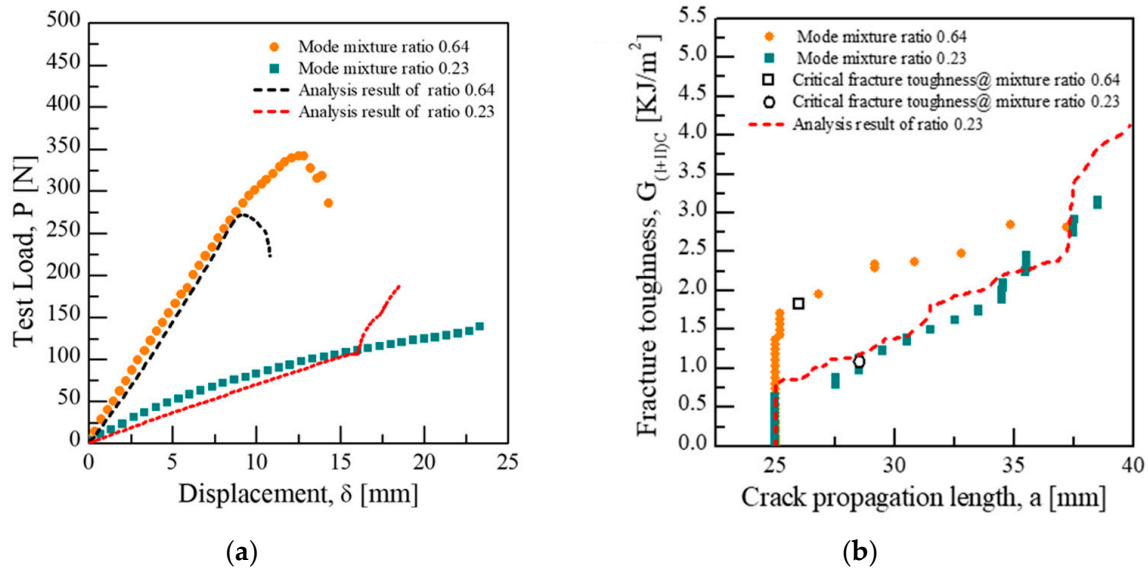 500
450
400
350
300
250
200
150
100
50
0
Test Load, P [N]
Mode mixture ratio 0.64
Mode mixture ratio 0.23
Analysis result of ratio 0.64
Analysis result of ratio 0.23
0 5 10 15 20 25
Displacement, δ [mm]
(a)
5.5
5.0
4.5
4.0
3.5
3.0
2.5
2.0
1.5
1.0
0.5
0.0
Fracture toughness, G(I+II)C [KJ/m²]
Mode mixture ratio 0.64
Mode mixture ratio 0.23
Critical fracture toughness@ mixture ratio 0.64
Critical fracture toughness@ mixture ratio 0.23
Analysis result of ratio 0.23
25 30 35 40
Crack propagation length, a [mm]
(b)